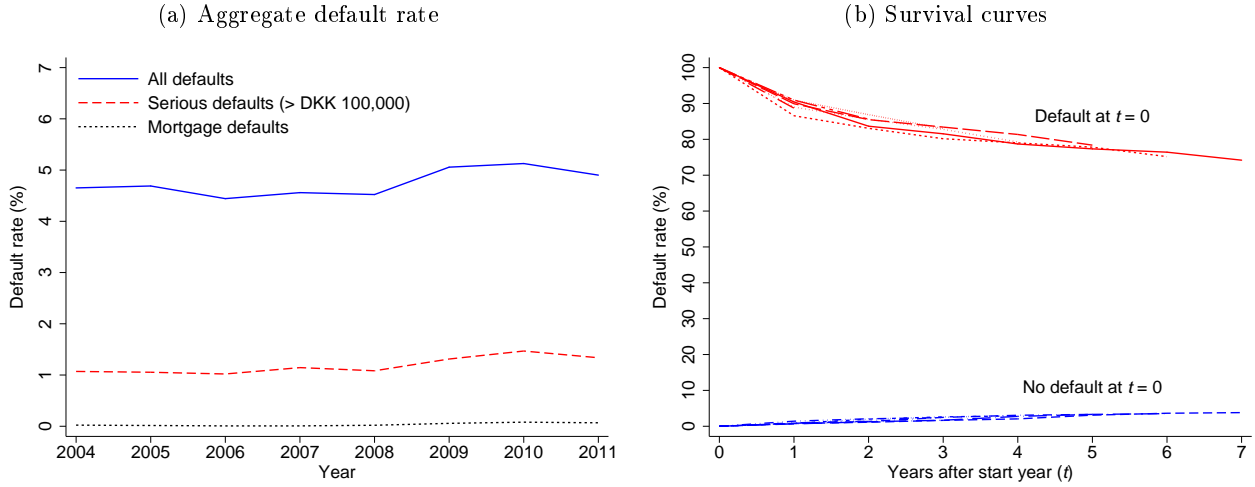 (a) Aggregate default rate
Default rate (%)
7
6
5
4
3
2
1
0
All defaults
Serious defaults (> DKK 100,000)
Mortgage defaults
2004 2005 2006 2007 2008 2009 2010 2011
Year
(b) Survival curves
Default rate (%)
100
90
80
70
60
50
40
30
20
10
0
Default at t = 0
No default at t = 0
0 1 2 3 4 5 6 7
Years after start year (t)